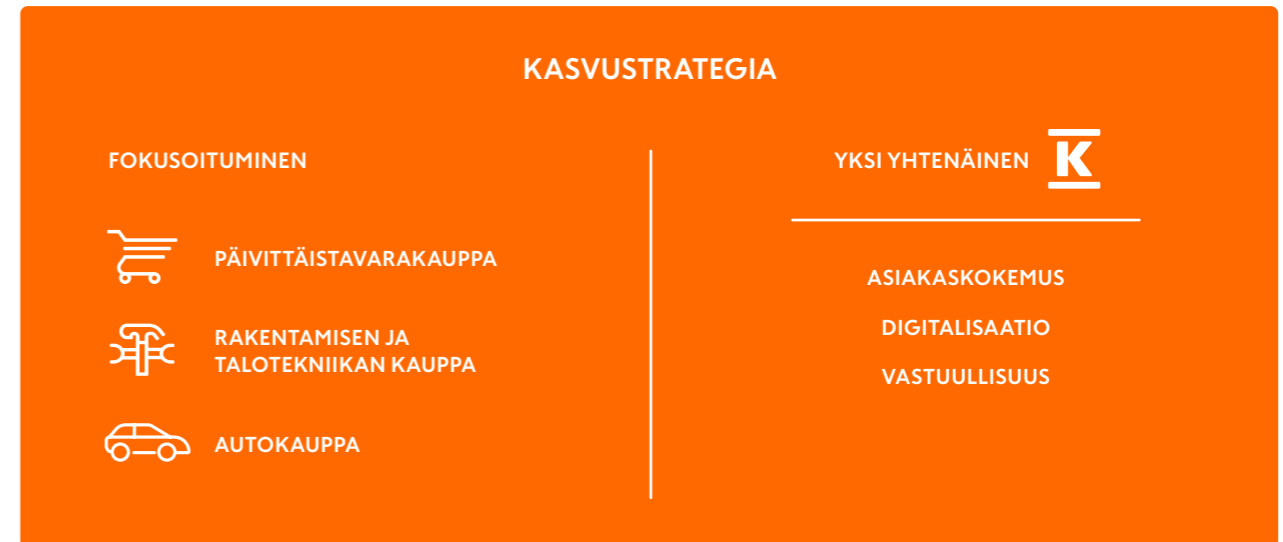 KASVUSTRATEGIA
FOKUSOITUMINEN
PÄIVITTÄISTAVARAKAUPPA
RAKENTAMISEN JA
TALOTEKNIIKAN KAUPPA
AUTOKAUPPA
YKSI YHTENÄINEN K
ASIAKASKOKEMUS
DIGITALISAATIO
VASTUULLISUUS